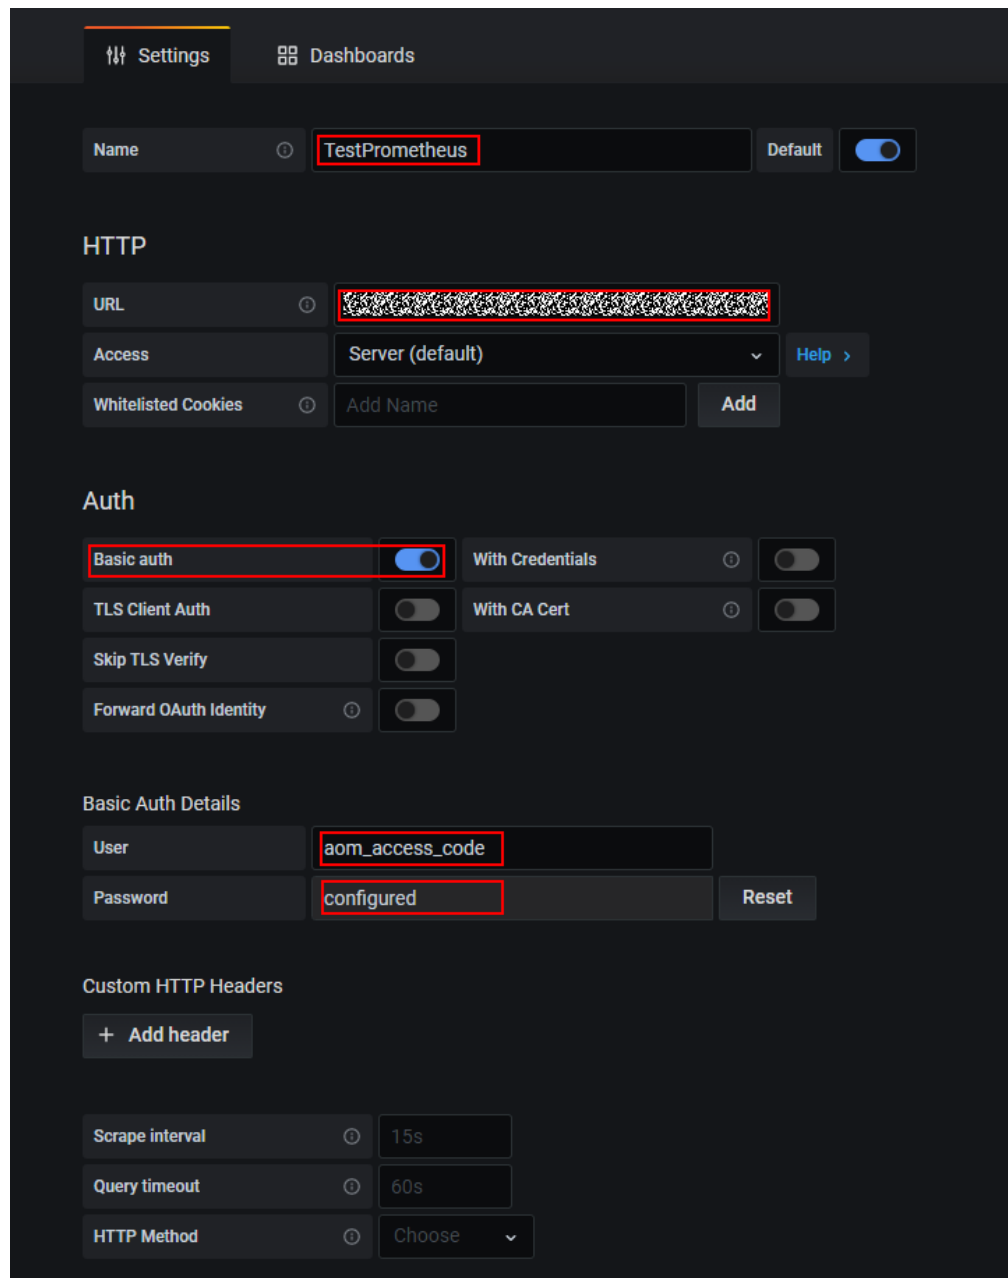 Settings Dashboards
Name TestPrometheus Default
HTTP
URL
Access Server (default) Help >
Whitelisted Cookies Add Name Add
Auth
Basic auth With Credentials
TLS Client Auth With CA Cert
Skip TLS Verify
Forward OAuth Identity
Basic Auth Details
User aom_access_code
Password configured Reset
Custom HTTP Headers
+ Add header
Scrape interval 15s
Query timeout 60s
HTTP Method Choose